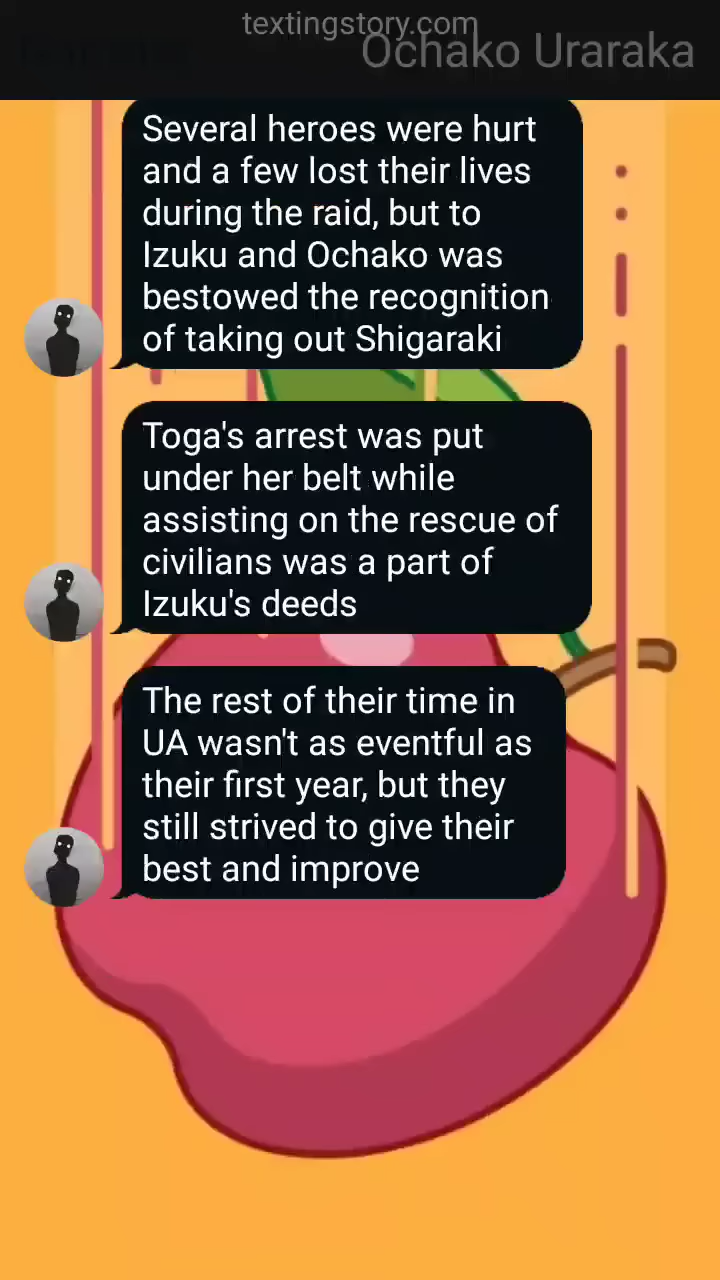 textingstory.com
Ochako Uraraka
Several heroes were hurt
and a few lost their lives
during the raid, but to
Izuku and Ochako was
bestowed the recognition
of taking out Shigaraki
Toga's arrest was put
under her belt while
assisting on the rescue of
civilians was a part of
Izuku's deeds
The rest of their time in
UA wasn't as eventful as
their first year, but they
still strived to give their
best and improve